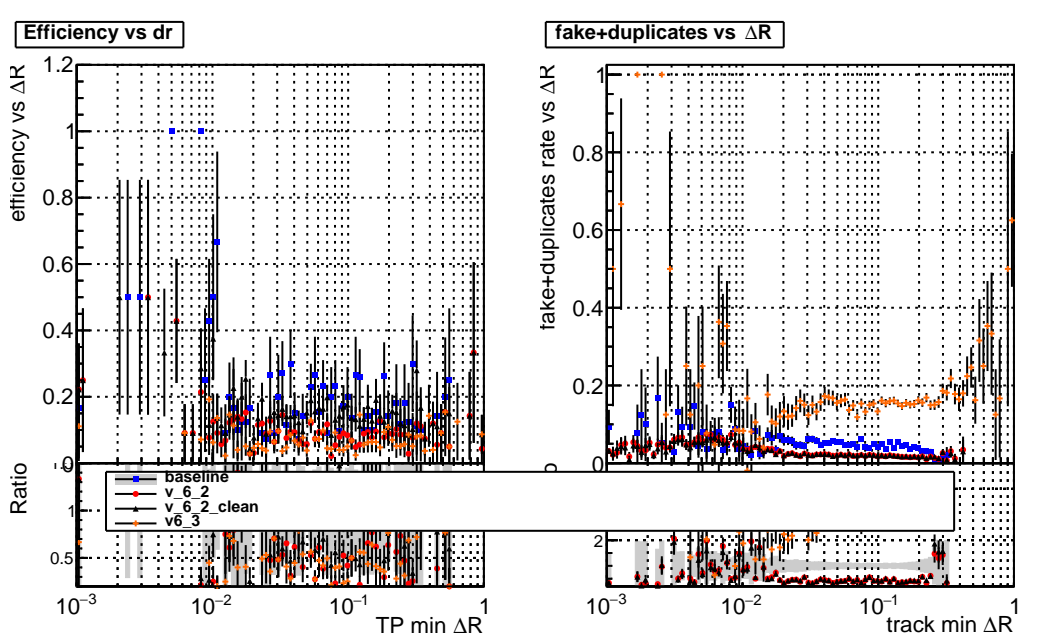 Efficiency vs dr
efficiency vs ΔR
1.2
1
0.8
0.6
0.4
0.2
0
Ratio
1
0.5
10⁻³
10⁻²
10⁻¹
1
TP min ΔR
fake+duplicates vs ΔR
fake+duplicates rate vs ΔR
1
0.8
0.6
0.4
0.2
0
2
10⁻³
10⁻²
10⁻¹
1
track min ΔR
baseline
v_6_2
v_6_2_clean
v6_3